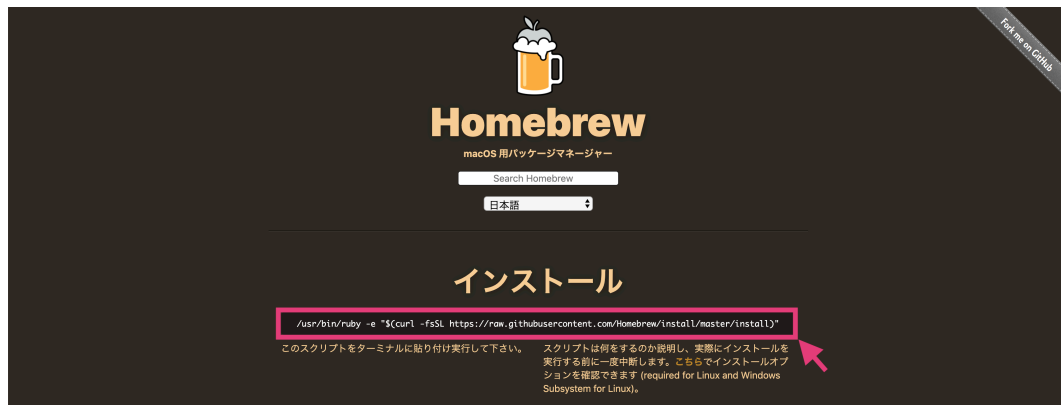 Fork me on GitHub
Homebrew
macOS 用パッケージマネージャー
Search Homebrew
日本語
インストール
/usr/bin/ruby -e "$(curl -fsSL https://raw.githubusercontent.com/Homebrew/install/master/install)"
このスクリプトをターミナルに貼り付け実行して下さい。
スクリプトは何をするのか説明し、実際にインストールを
実行する前に一度中断します。こちらでインストールオプ
ションを確認できます (required for Linux and Windows
Subsystem for Linux)。